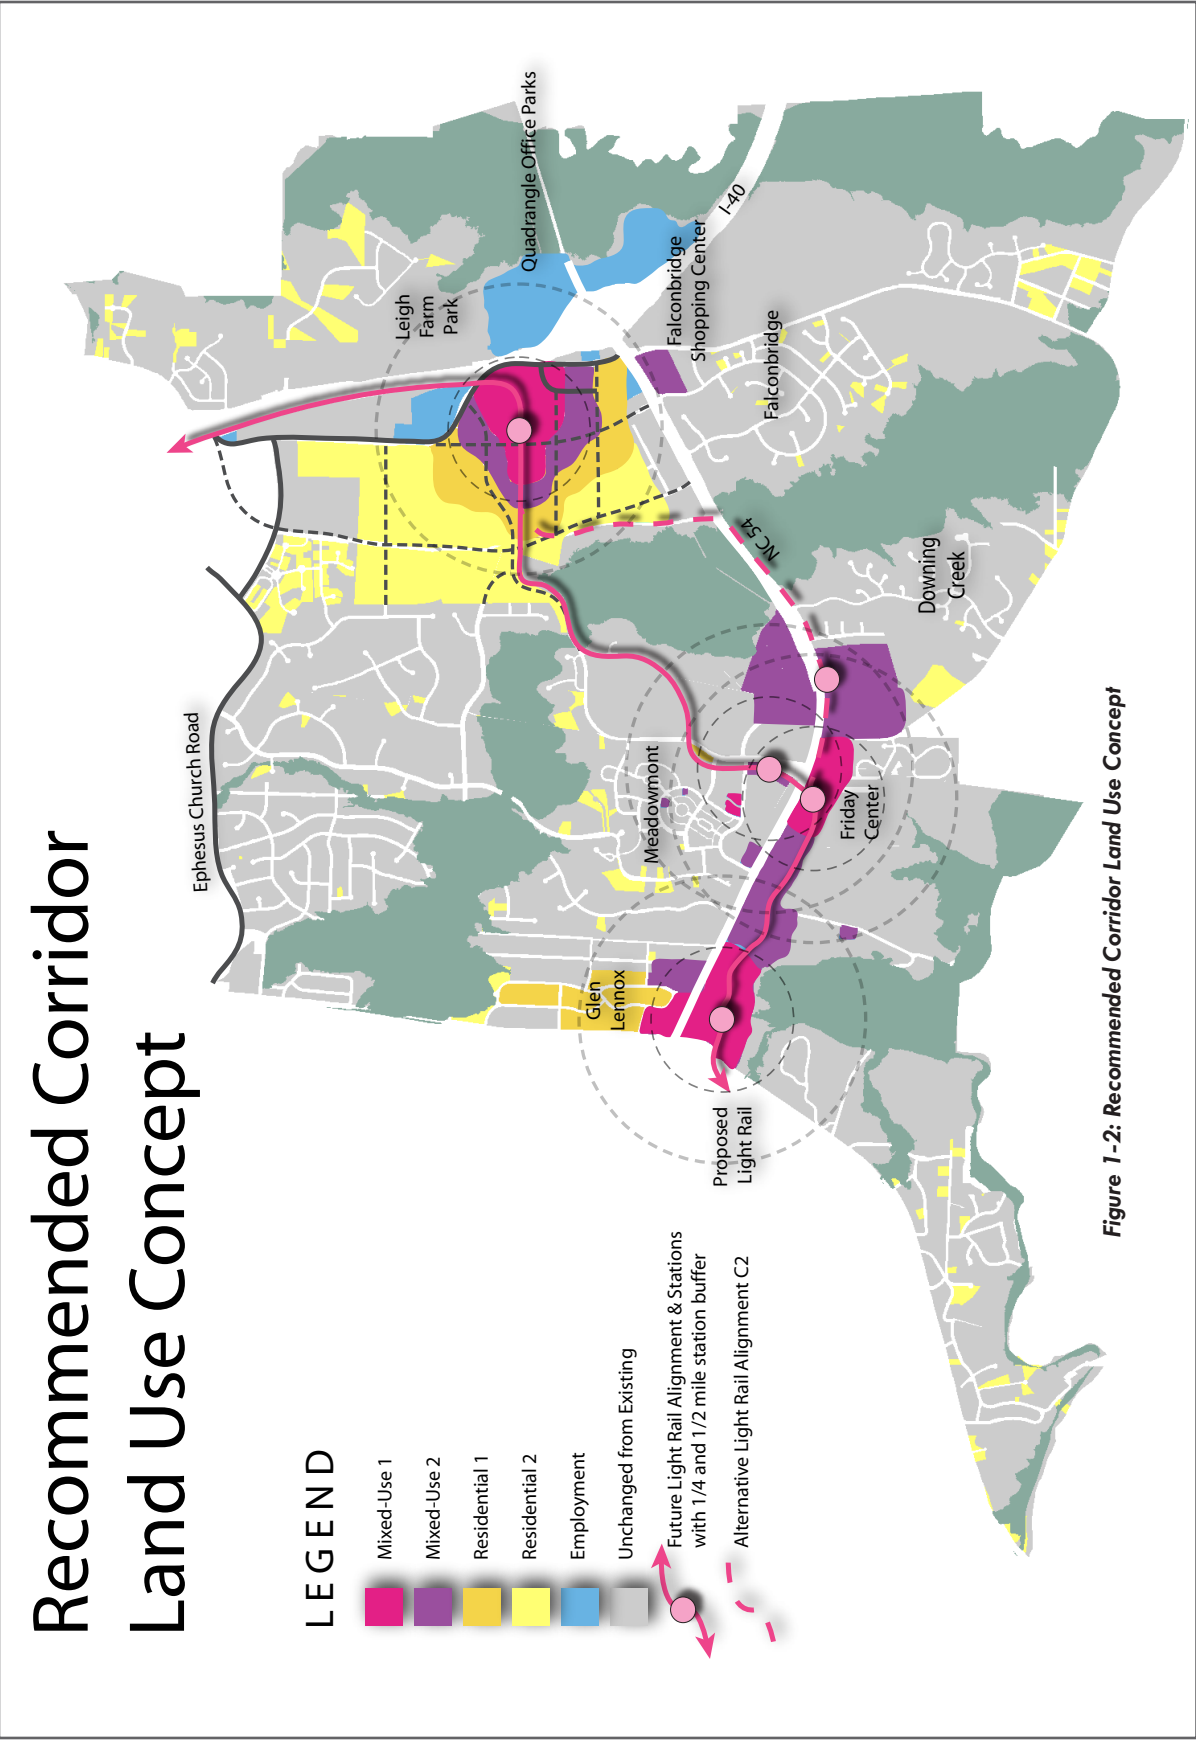 Recommended Corridor
Land Use Concept
LEGEND
Mixed-Use 1
Mixed-Use 2
Residential 1
Residential 2
Employment
Unchanged from Existing
Future Light Rail Alignment & Stations
with 1/4 and 1/2 mile station buffer
Alternative Light Rail Alignment C2
Ephesus Church Road
Leigh
Farm
Park
Quadrangle Office Parks
I-40
Falconbridge
Shopping Center
Falconbridge
NC 54
Downing
Creek
Meadowmont
Friday
Center
Glen
Lennox
Proposed
Light Rail
Figure 1-2: Recommended Corridor Land Use Concept